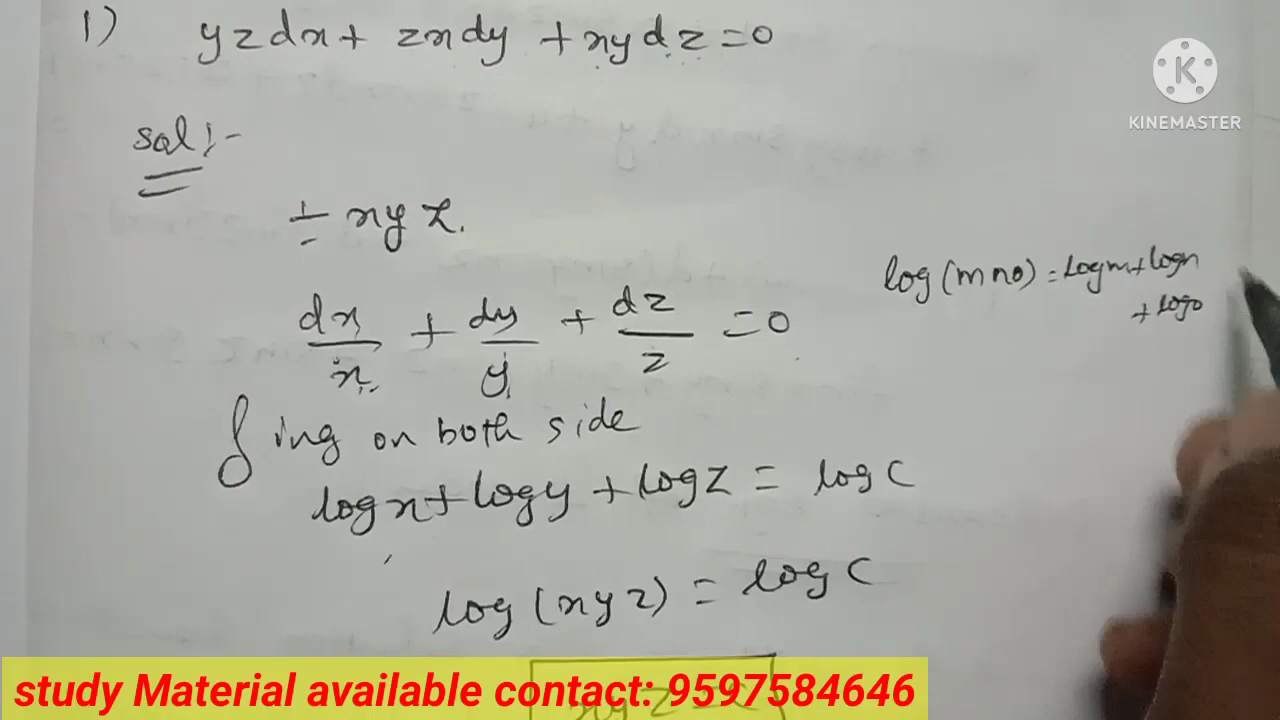 1) yzdx + zxdy + xydz = 0
KINEMASTER
Sol :-
÷ xyz.
dx/x + dy/y + dz/z = 0
log(mno) = logm + logn
+ logo
∫ ing on both side
logx + logy + logz = log c
log(xyz) = log c
xyz = c
study Material available contact: 9597584646